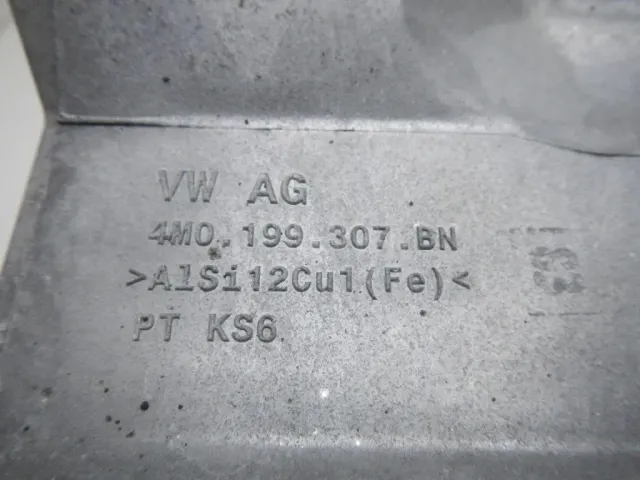 VW AG
4M0.199.307.BN
>AlSi12Cu1(Fe)<
PT KS6